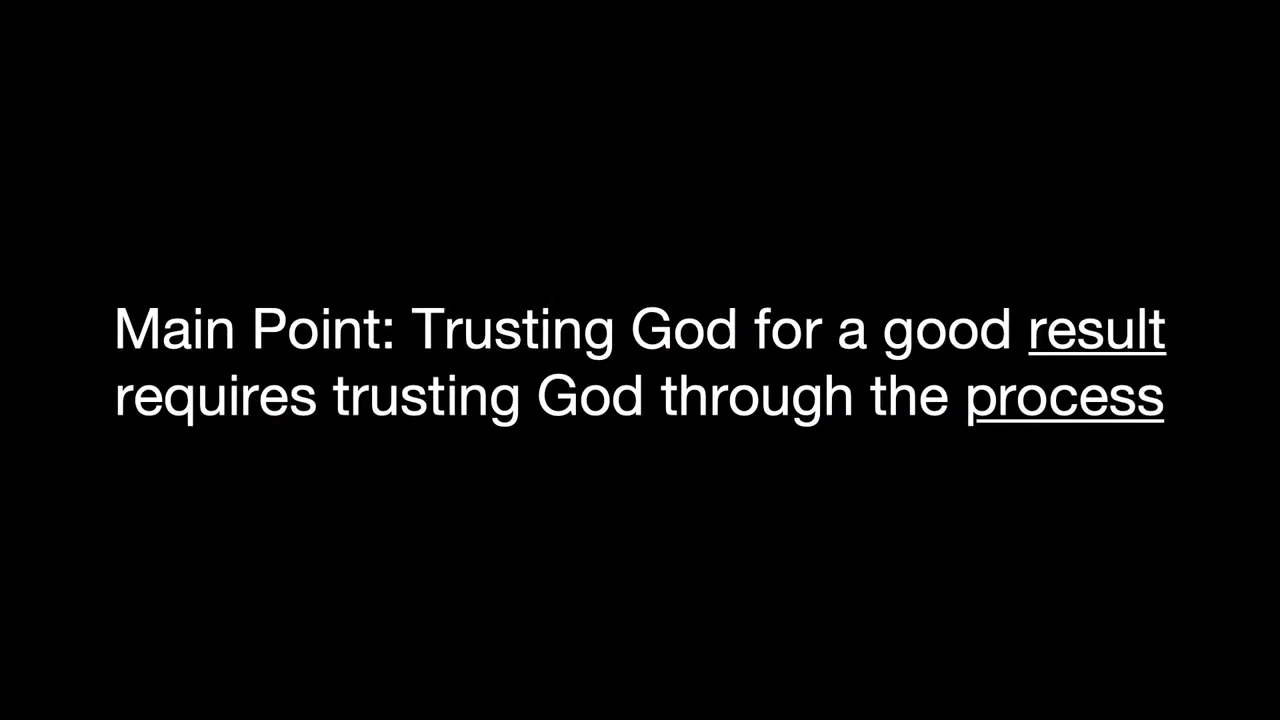 Main Point: Trusting God for a good result
requires trusting God through the process